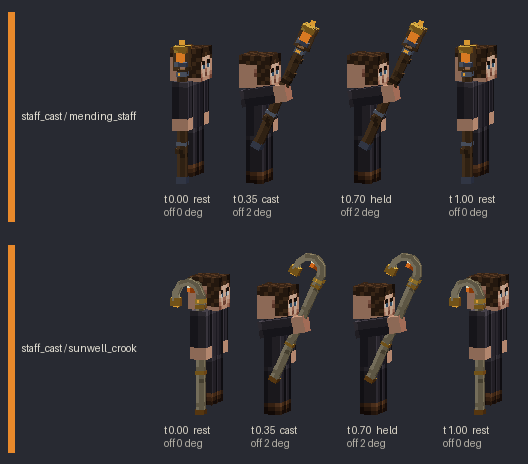 staff_cast/mending_staff
t0.00 rest
off 0 deg
t0.35 cast
off 2 deg
t0.70 held
off 2 deg
t1.00 rest
off 0 deg
staff_cast/sunwell_crook
t0.00 rest
off 0 deg
t0.35 cast
off 2 deg
t0.70 held
off 2 deg
t1.00 rest
off 0 deg